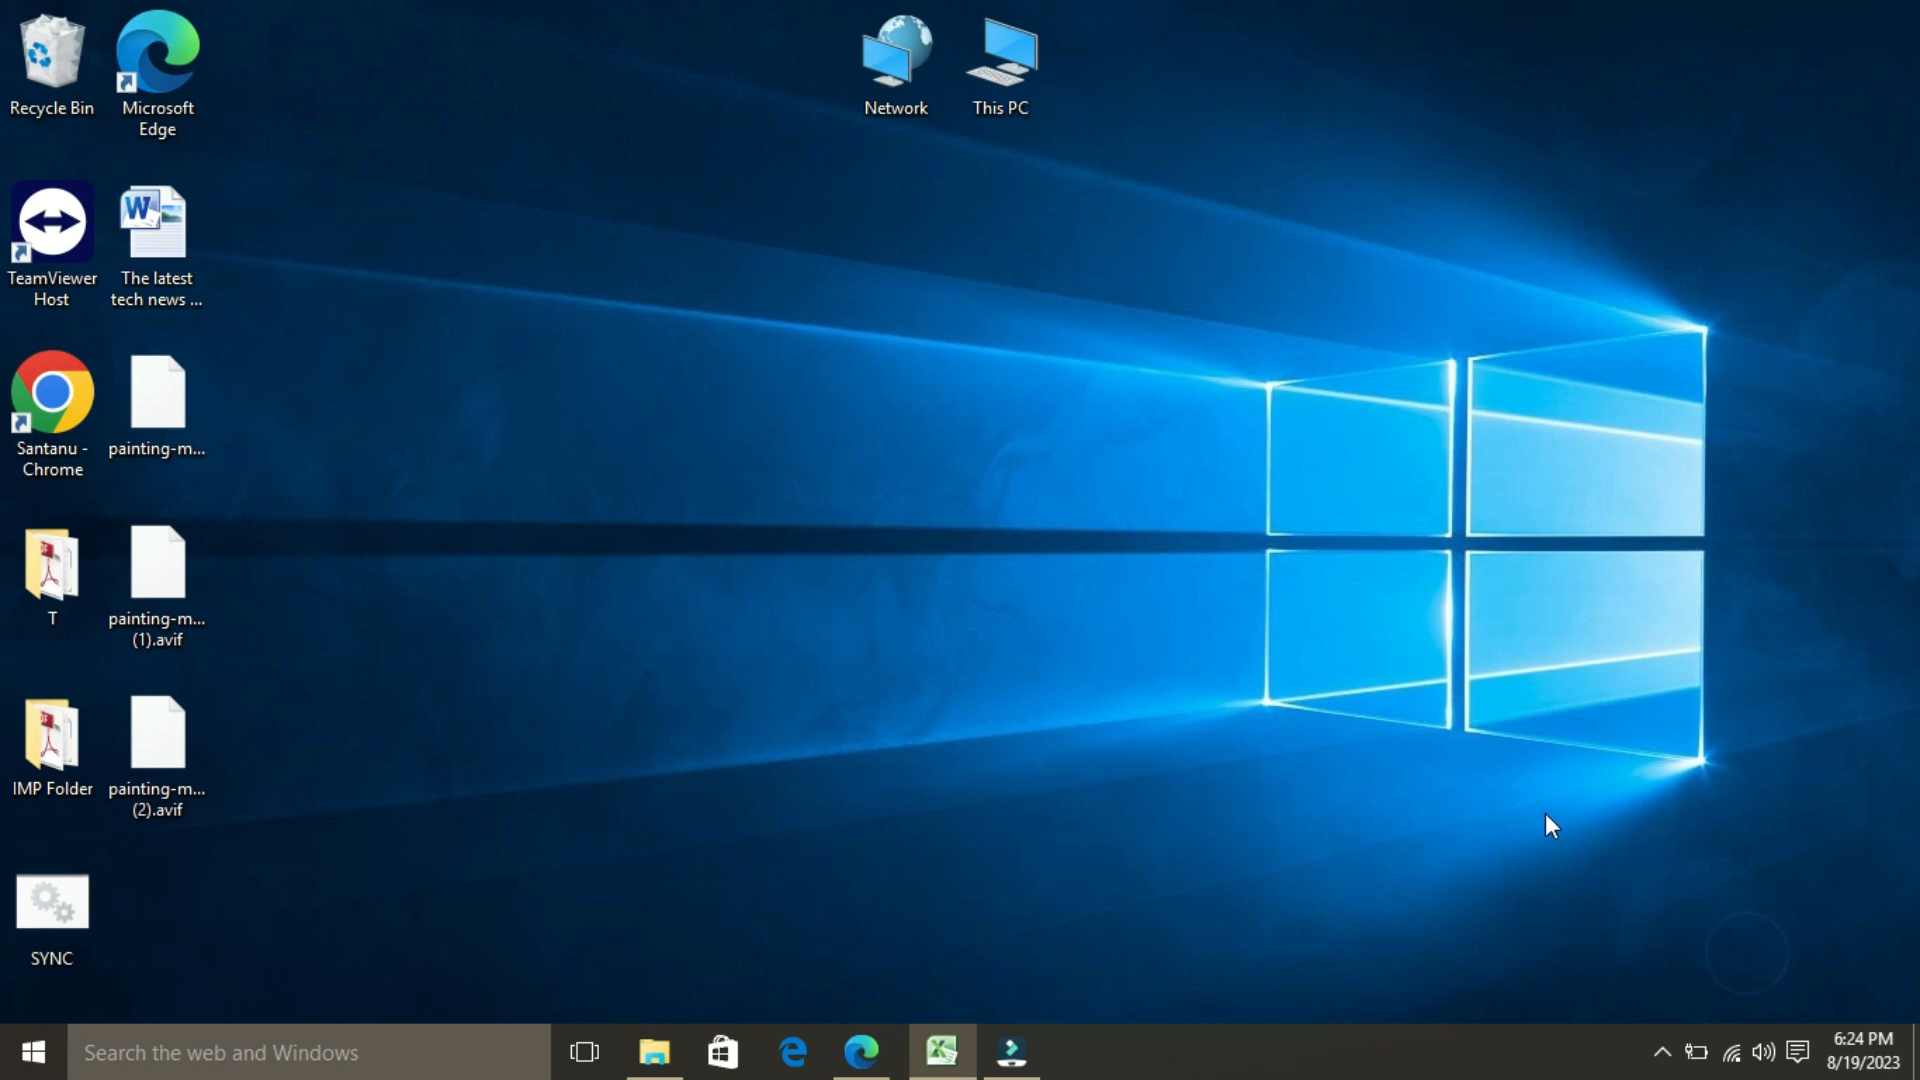 Recycle Bin
Microsoft
Edge
Network
This PC
TeamViewer
Host
The latest
tech news ...
Santanu -
Chrome
painting-m...
T
painting-m...
(1).avif
IMP Folder
painting-m...
(2).avif
SYNC
Search the web and Windows
6:24 PM
8/19/2023